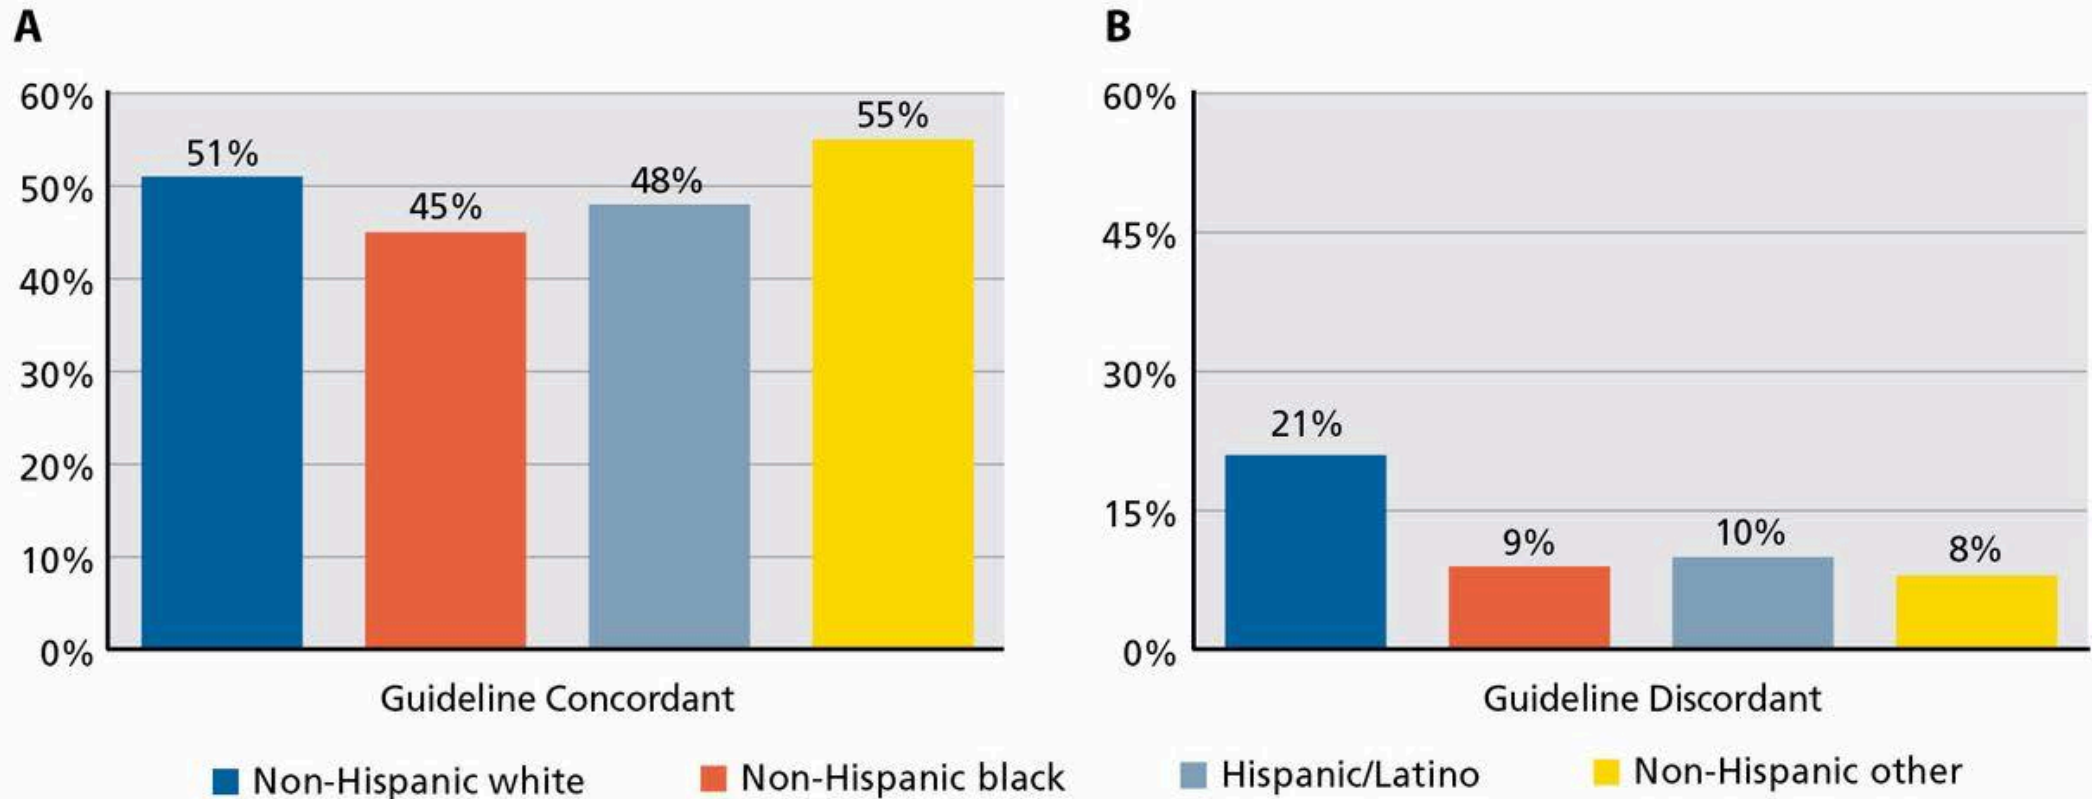 A
60%
50%
40%
30%
20%
10%
0%
51%
45%
48%
55%
Guideline Concordant
B
60%
45%
30%
15%
0%
21%
9%
10%
8%
Guideline Discordant
Non-Hispanic white
Non-Hispanic black
Hispanic/Latino
Non-Hispanic other